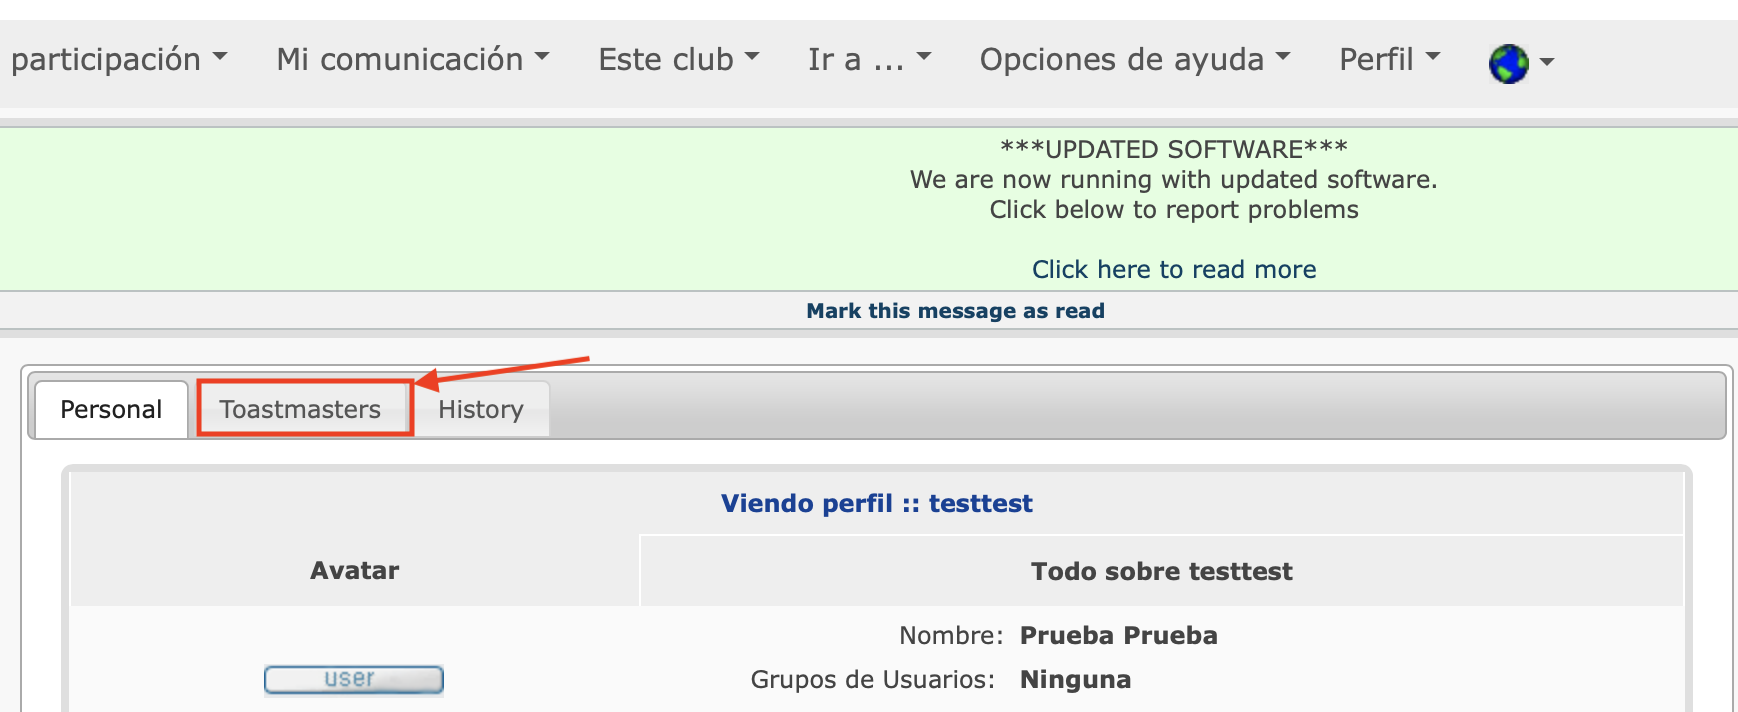 participación Mi comunicación Este club Ir a ... Opciones de ayuda Perfil
***UPDATED SOFTWARE***
We are now running with updated software.
Click below to report problems
Click here to read more
Mark this message as read
Personal Toastmasters History
Viendo perfil :: testtest
Avatar Todo sobre testtest
Nombre: Prueba Prueba
user
Grupos de Usuarios: Ninguna